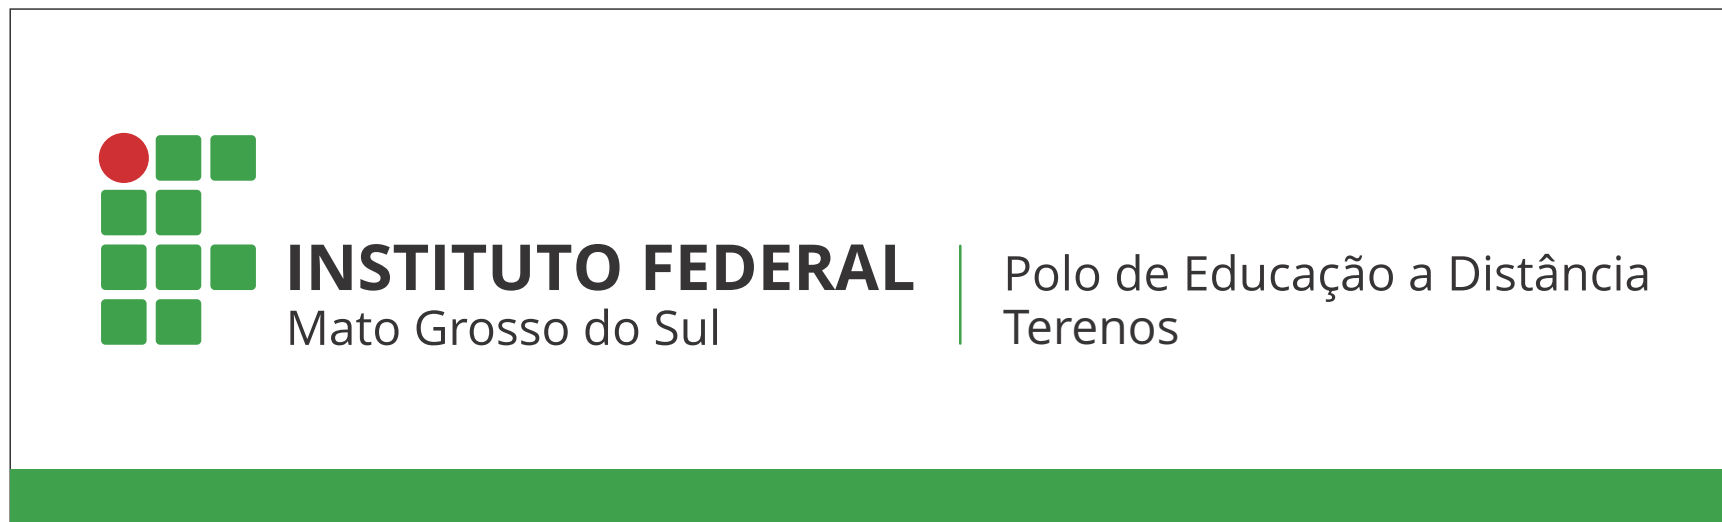 INSTITUTO FEDERAL
Mato Grosso do Sul
Polo de Educação a Distância
Terenos